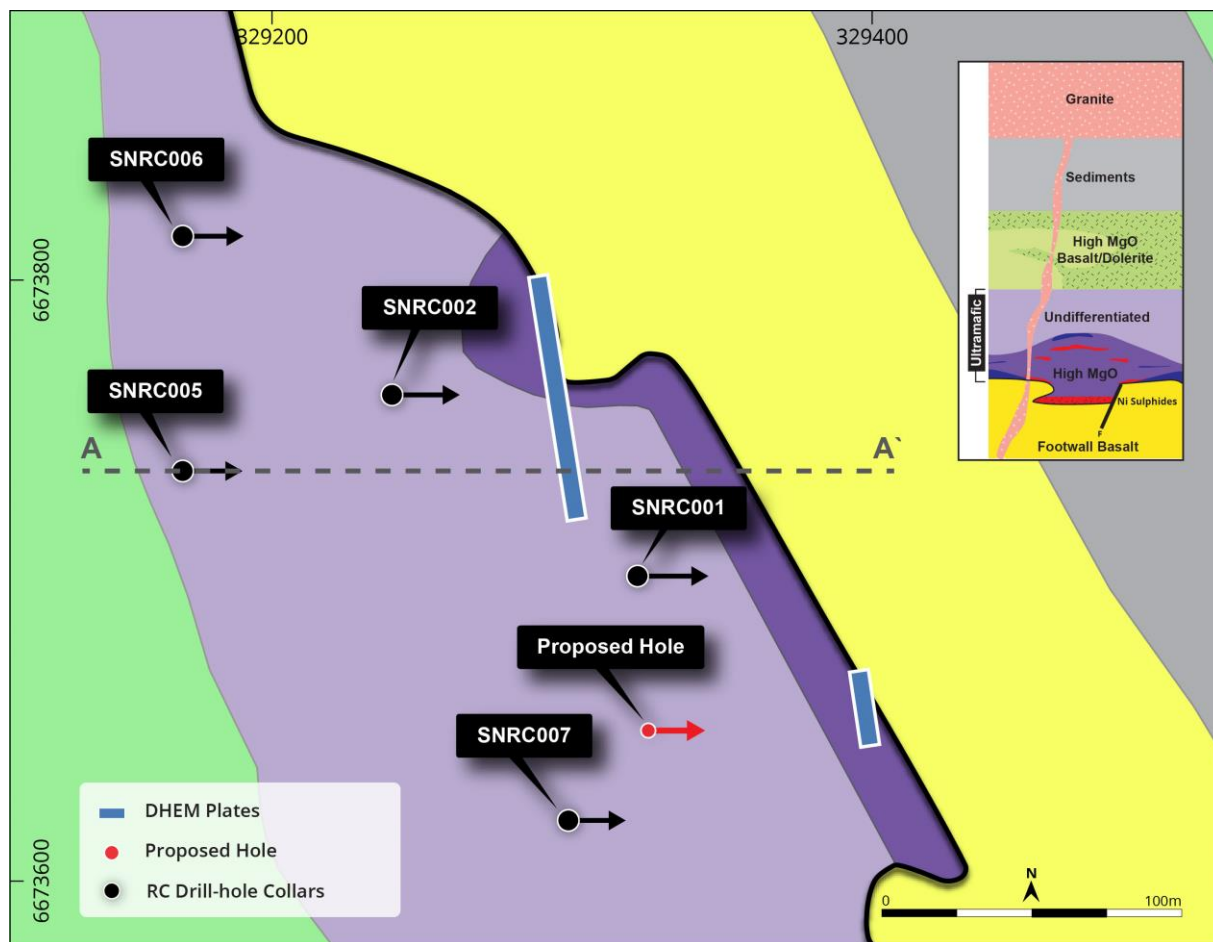 329200
329400
6673800
6673600
SNRC006
SNRC002
SNRC005
A
A`
SNRC001
Proposed Hole
SNRC007
DHEM Plates
Proposed Hole
RC Drill-hole Collars
N
0
100m
Granite
Sediments
High MgO
Basalt/Dolerite
Ultramafic
Undifferentiated
High MgO
Ni Sulphides
F
Footwall Basalt